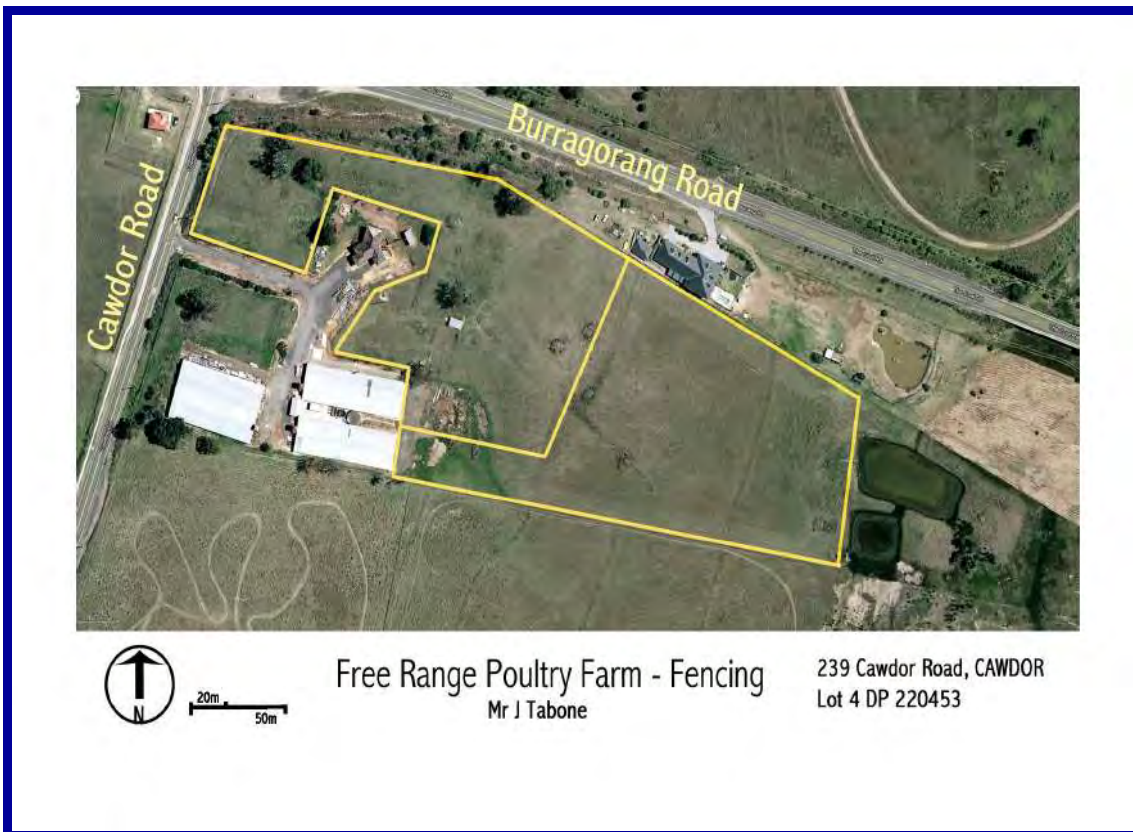 Burragorang Road
Cawdor Road
Free Range Poultry Farm - Fencing
Mr J Tabone
239 Cawdor Road, CAWDOR
Lot 4 DP 220453
N
20m
50m